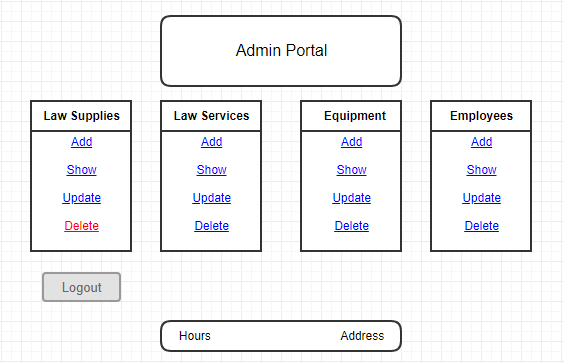 Admin Portal
Law Supplies
Add
Show
Update
Delete
Law Services
Add
Show
Update
Delete
Equipment
Add
Show
Update
Delete
Employees
Add
Show
Update
Delete
Logout
Hours Address